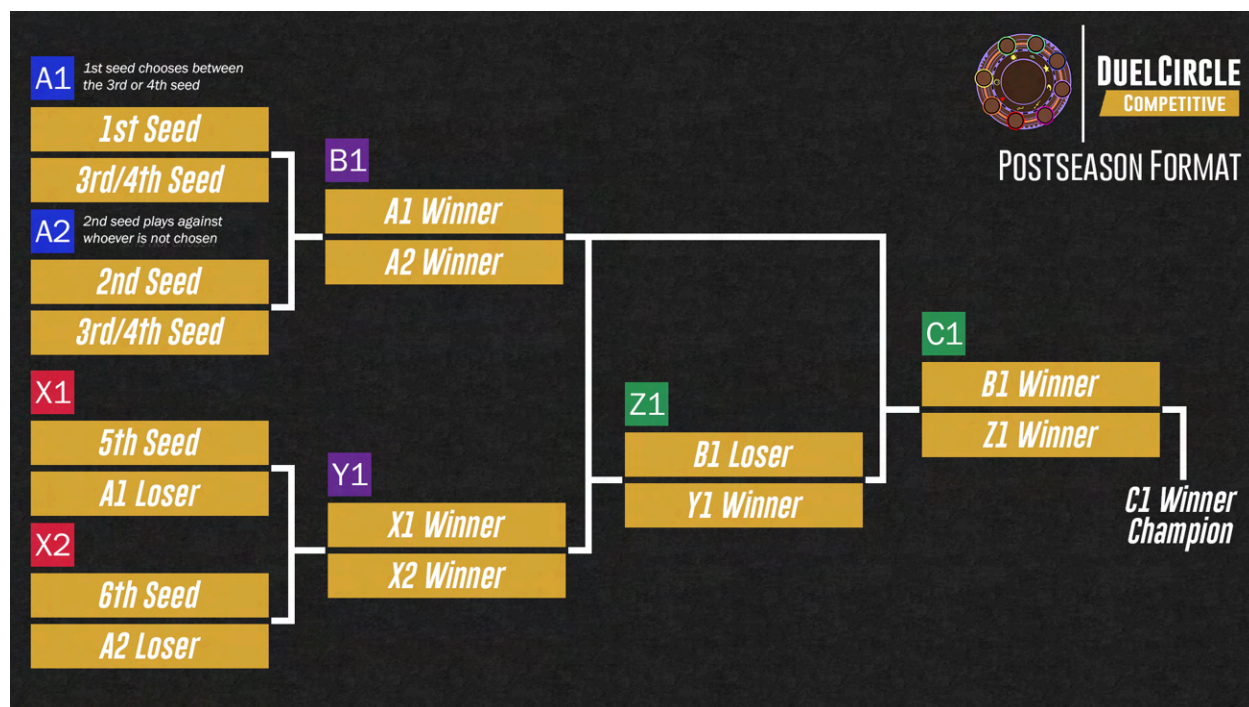 DUELCIRCLE
COMPETITIVE
POSTSEASON FORMAT
A1
1st seed chooses between
the 3rd or 4th seed
1st Seed
3rd/4th Seed
A2
2nd seed plays against
whoever is not chosen
2nd Seed
3rd/4th Seed
X1
5th Seed
A1 Loser
X2
6th Seed
A2 Loser
B1
A1 Winner
A2 Winner
Y1
X1 Winner
X2 Winner
Z1
B1 Loser
Y1 Winner
C1
B1 Winner
Z1 Winner
C1 Winner
Champion